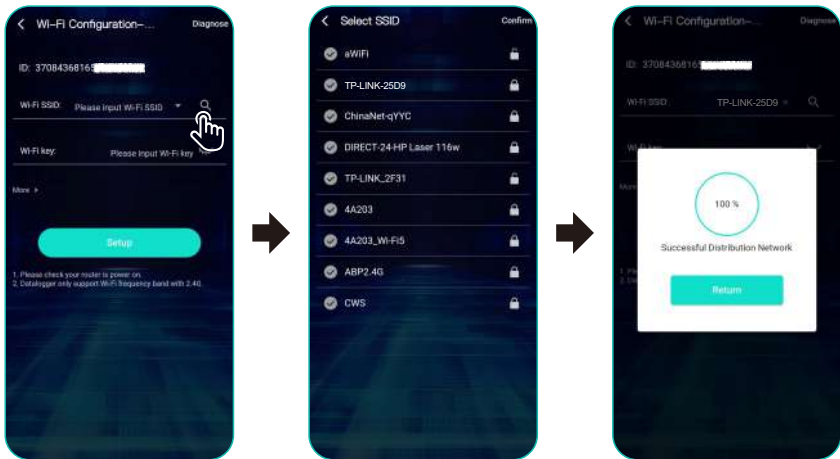 Wi-Fi Configuration-... Diagnose
ID: 37084368165
Wi-Fi SSID: Please input Wi-Fi SSID
Wi-Fi key: Please input Wi-Fi key
More >
Setup
1. Please check your router is power on.
2. Datalogger only support Wi-Fi frequency band with 2.4G.
Select SSID Confirm
aWiFi
TP-LINK-25D9
ChinaNet-qYYC
DIRECT-24-HP Laser 116w
TP-LINK_2F31
4A203
4A203_Wi-Fi5
ABP2.4G
CWS
Wi-Fi Configuration-... Diagnose
ID: 37084368165
Wi-Fi SSID: TP-LINK-25D9
Wi-Fi key:
More
100 %
Successful Distribution Network
Return